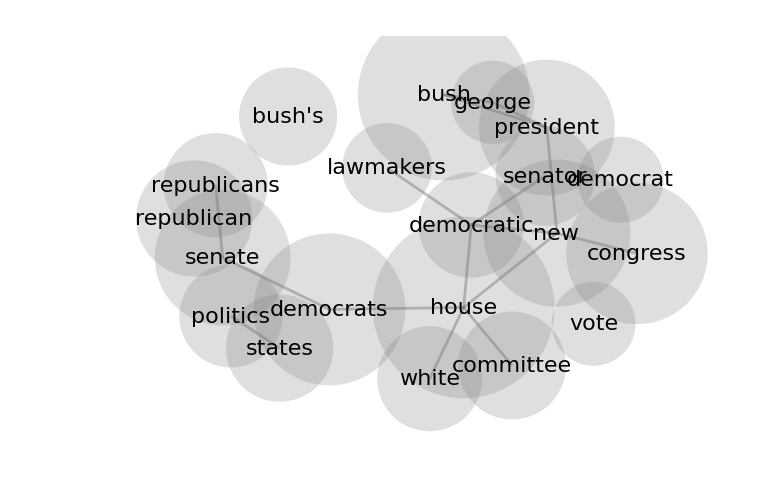 bush
george
bush's
president
lawmakers
senator
democrat
republicans
republican
democratic
new
senate
congress
democrats
house
politics
vote
states
committee
white